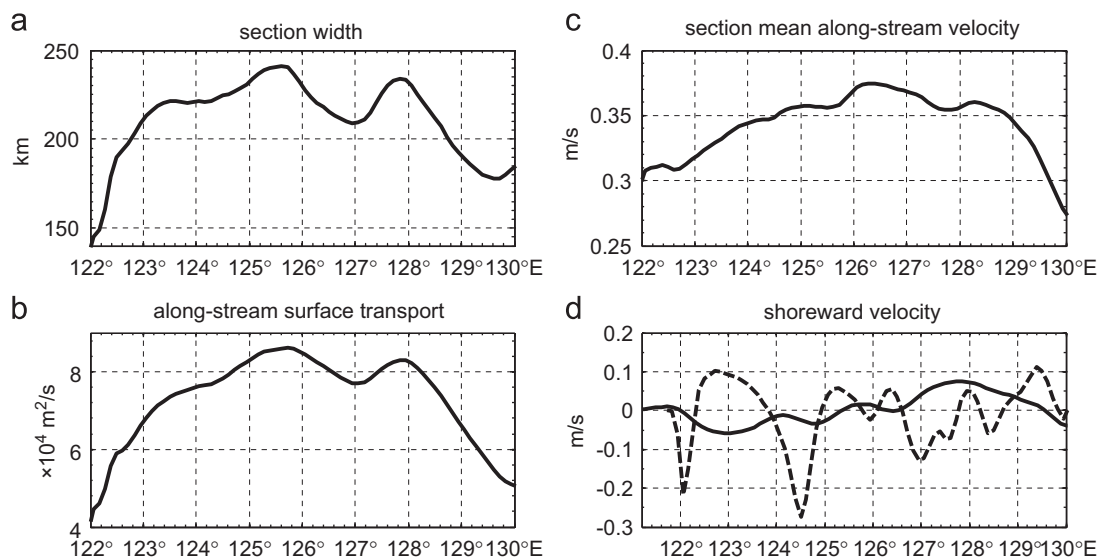 a
section width
250
200
150
km
122° 123° 124° 125° 126° 127° 128° 129° 130°E
b
along-stream surface transport
8
6
4
×10⁴ m²/s
122° 123° 124° 125° 126° 127° 128° 129° 130°E
c
section mean along-stream velocity
0.4
0.35
0.3
0.25
m/s
122° 123° 124° 125° 126° 127° 128° 129° 130°E
d
shoreward velocity
0.2
0.1
0
-0.1
-0.2
-0.3
m/s
122° 123° 124° 125° 126° 127° 128° 129° 130°E